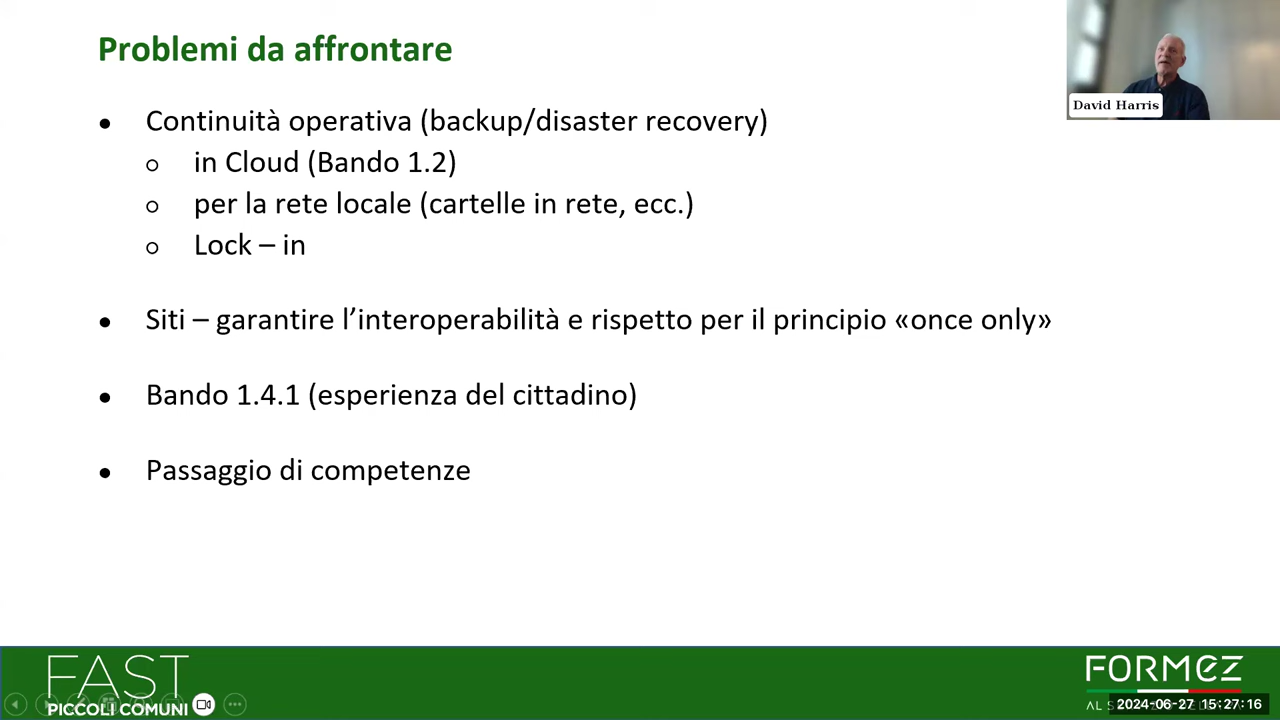 Problemi da affrontare
David Harris
● Continuità operativa (backup/disaster recovery)
○ in Cloud (Bando 1.2)
○ per la rete locale (cartelle in rete, ecc.)
○ Lock – in
● Siti – garantire l’interoperabilità e rispetto per il principio «once only»
● Bando 1.4.1 (esperienza del cittadino)
● Passaggio di competenze
FAST
PICCOLI COMUNI
FORMEZ
AL
2024-06-27 15:27:16